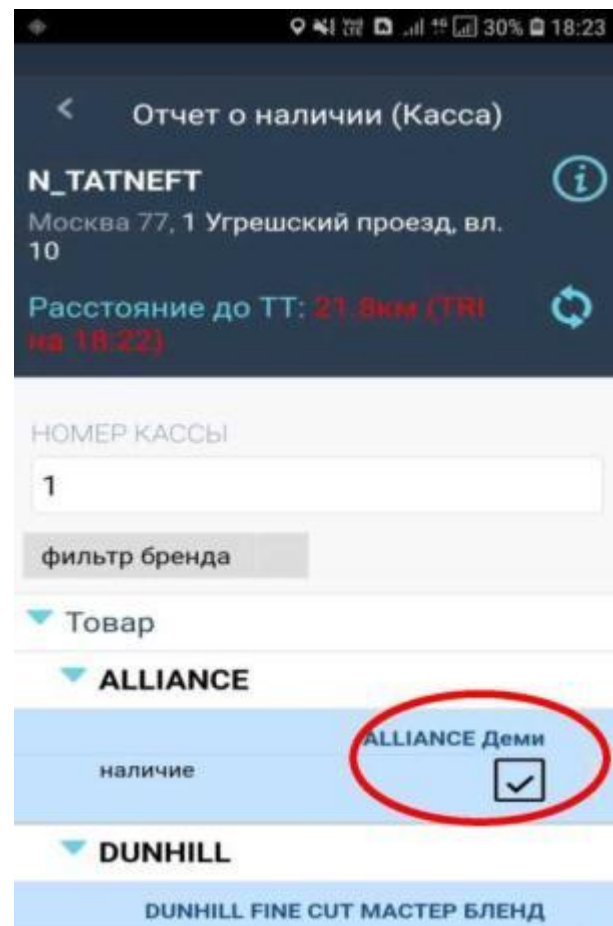 30% 18:23
Отчет о наличии (Касса)
N_TATNEFT
Москва 77, 1 Угрешский проезд, вл.
10
Расстояние до ТТ: 21.8км (TRI
на 18:22)
НОМЕР КАССЫ
1
фильтр бренда
Товар
ALLIANCE
ALLIANCE Деми
наличие
DUNHILL
DUNHILL FINE CUT МАСТЕР БЛЕНД